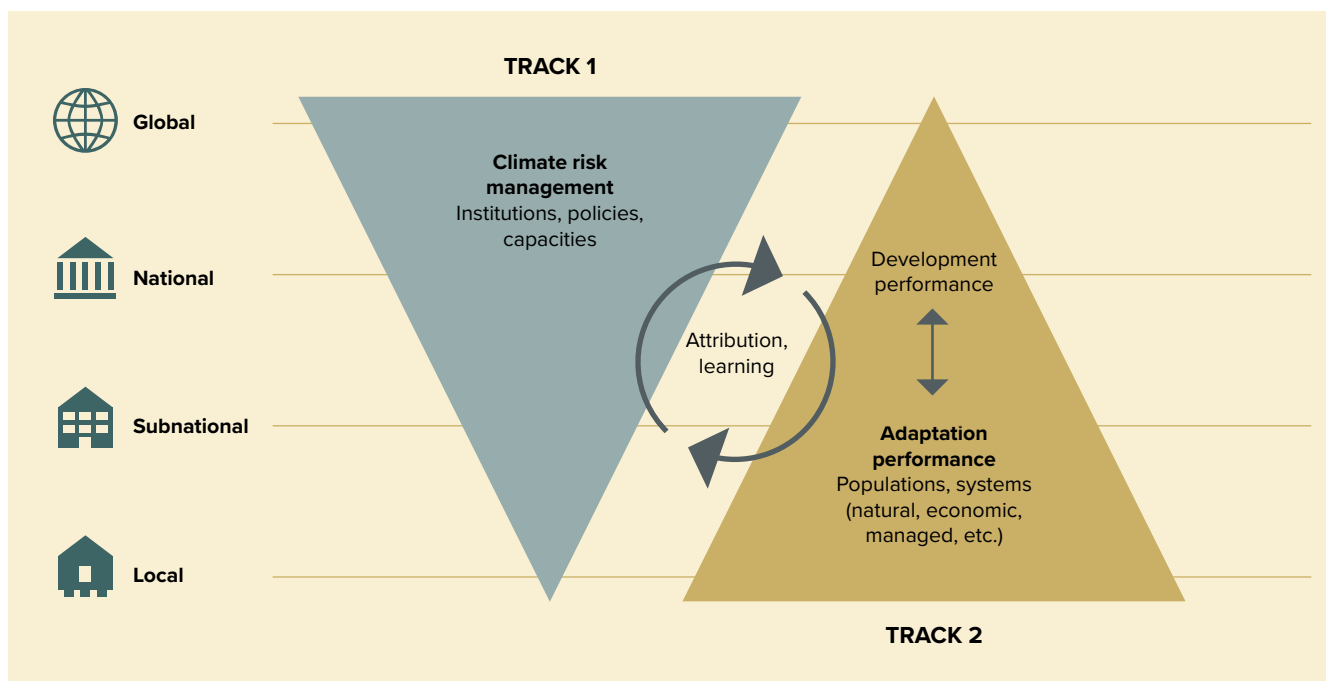 TRACK 1
Global
National
Subnational
Local
Climate risk
management
Institutions, policies,
capacities
Attribution,
learning
Development
performance
Adaptation
performance
Populations, systems
(natural, economic,
managed, etc.)
TRACK 2